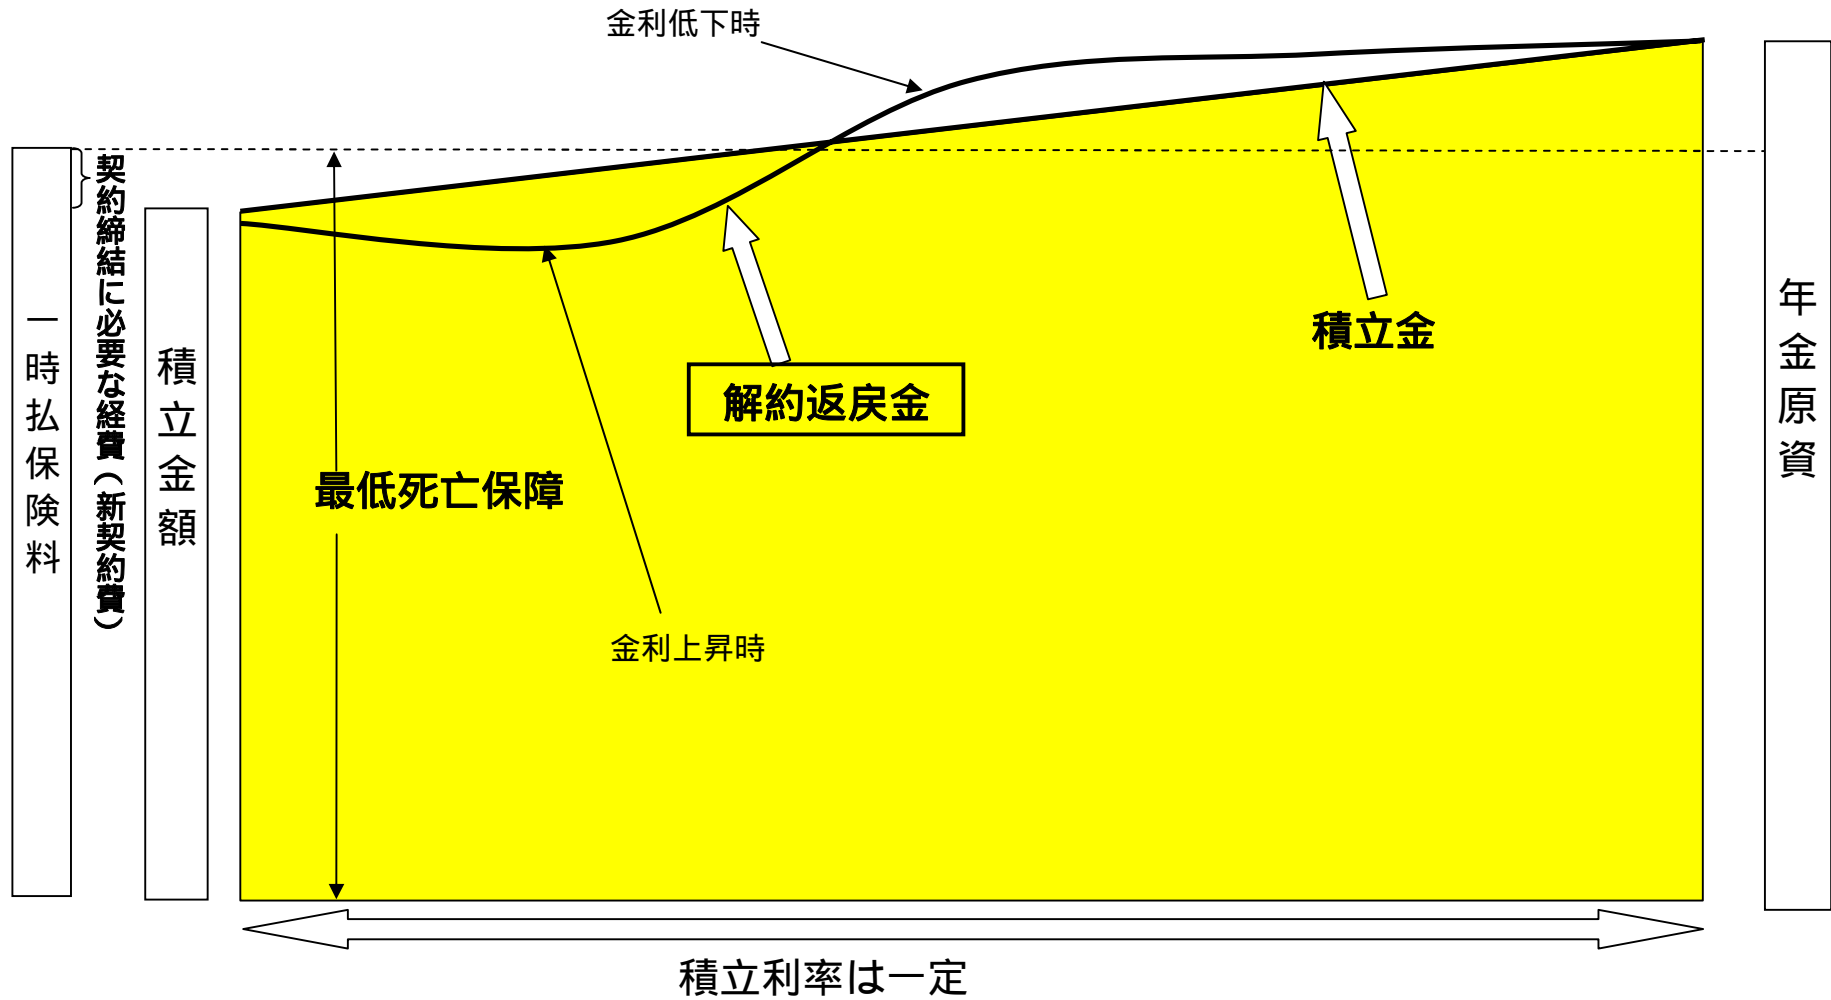 金利低下時
一時払保険料
契約締結に必要な経費（新契約費）
積立金額
積立金
年金原資
解約返戻金
最低死亡保障
金利上昇時
積立利率は一定